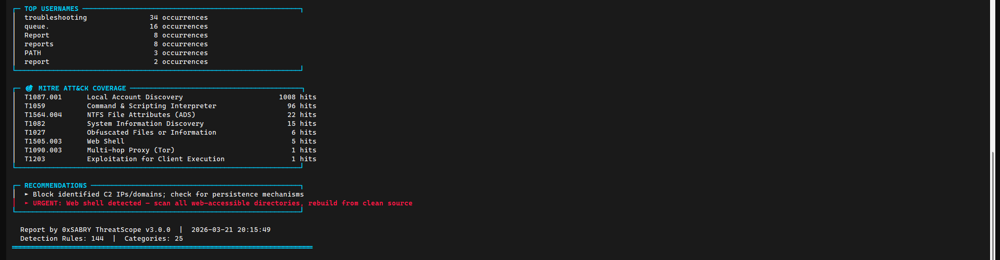 TOP USERNAMES
troubleshooting 34 occurrences
queue. 16 occurrences
Report 8 occurrences
reports 8 occurrences
PATH 3 occurrences
report 2 occurrences
MITRE ATT&CK COVERAGE
T1087.001 Local Account Discovery 1008 hits
T1059 Command & Scripting Interpreter 96 hits
T1564.004 NTFS File Attributes (ADS) 22 hits
T1082 System Information Discovery 15 hits
T1027 Obfuscated Files or Information 6 hits
T1505.003 Web Shell 5 hits
T1090.003 Multi-hop Proxy (Tor) 1 hits
T1203 Exploitation for Client Execution 1 hits
RECOMMENDATIONS
► Block identified C2 IPs/domains; check for persistence mechanisms
► URGENT: Web shell detected — scan all web-accessible directories, rebuild from clean source
Report by 0xSABRY ThreatScope v3.0.0 | 2026-03-21 20:15:49
Detection Rules: 144 | Categories: 25